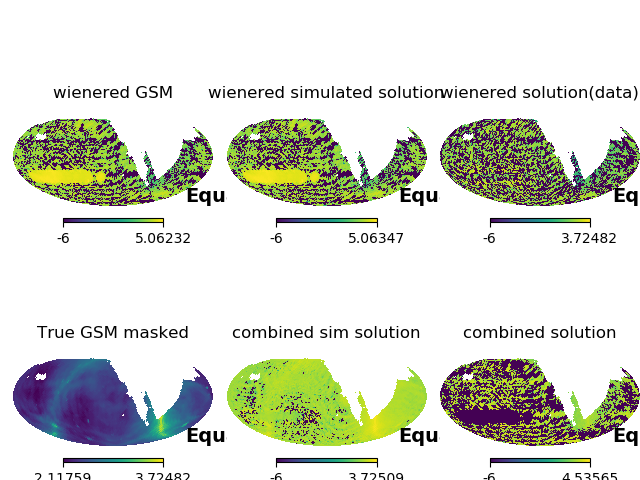 wienered GSM
wienered simulated solution
wienered solution(data)
Equ
Equ
Eq
-6 5.06232
-6 5.06347
-6 3.72482
True GSM masked
combined sim solution
combined solution
Equ
Equ
Eq
2.11759 3.72482
-6 3.72509
-6 4.53565